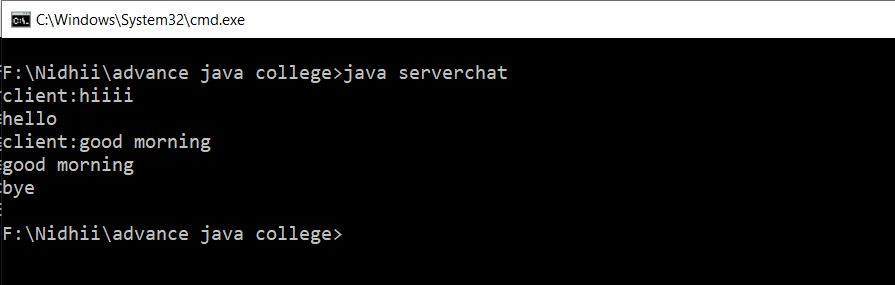 C:\Windows\System32\cmd.exe
F:\Nidhii\advance java college>java serverchat
client:hiiii
hello
client:good morning
good morning
bye
F:\Nidhii\advance java college>